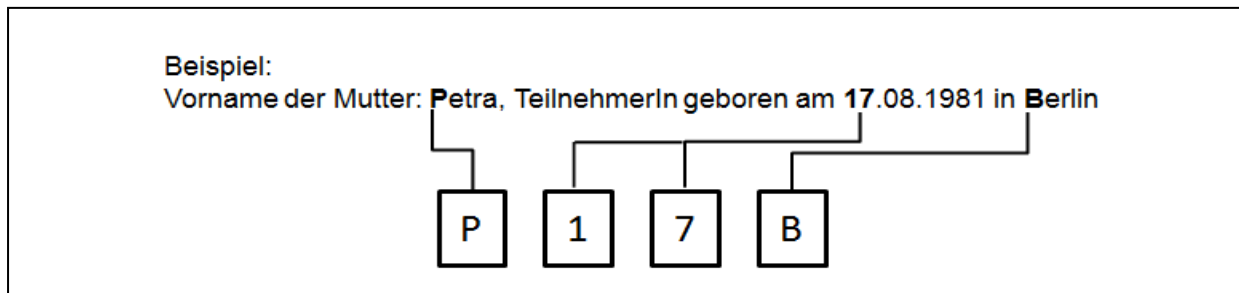 Beispiel:
Vorname der Mutter: Petra, TeilnehmerIn geboren am 17.08.1981 in Berlin
P 1 7 B